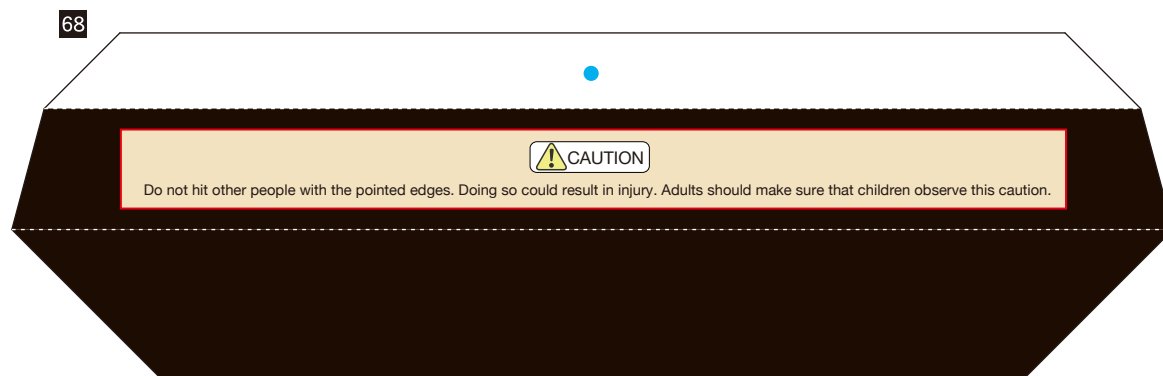 68
CAUTION
Do not hit other people with the pointed edges. Doing so could result in injury. Adults should make sure that children observe this caution.